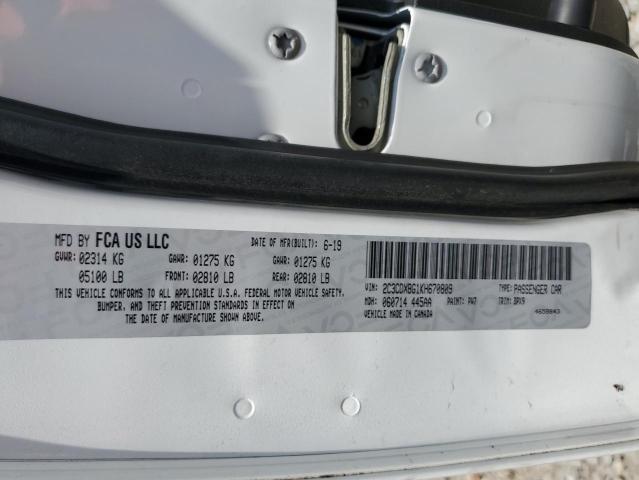 MFD BY FCA US LLC DATE OF MFR(BUILT): 6-19
GVWR: 02314 KG GAWR: 01275 KG GAWR: 01275 KG
05100 LB FRONT: 02810 LB REAR: 02810 LB
THIS VEHICLE CONFORMS TO ALL APPLICABLE U.S.A. FEDERAL MOTOR VEHICLE SAFETY,
BUMPER, AND THEFT PREVENTION STANDARDS IN EFFECT ON
THE DATE OF MANUFACTURE SHOWN ABOVE.
VIN: 2C3CDXBG1KH670809 TYPE: PASSENGER CAR
MDH: 060714 445AA PAINT: PW7 TRIM: BPX9
VEHICLE MADE IN CANADA 4659843